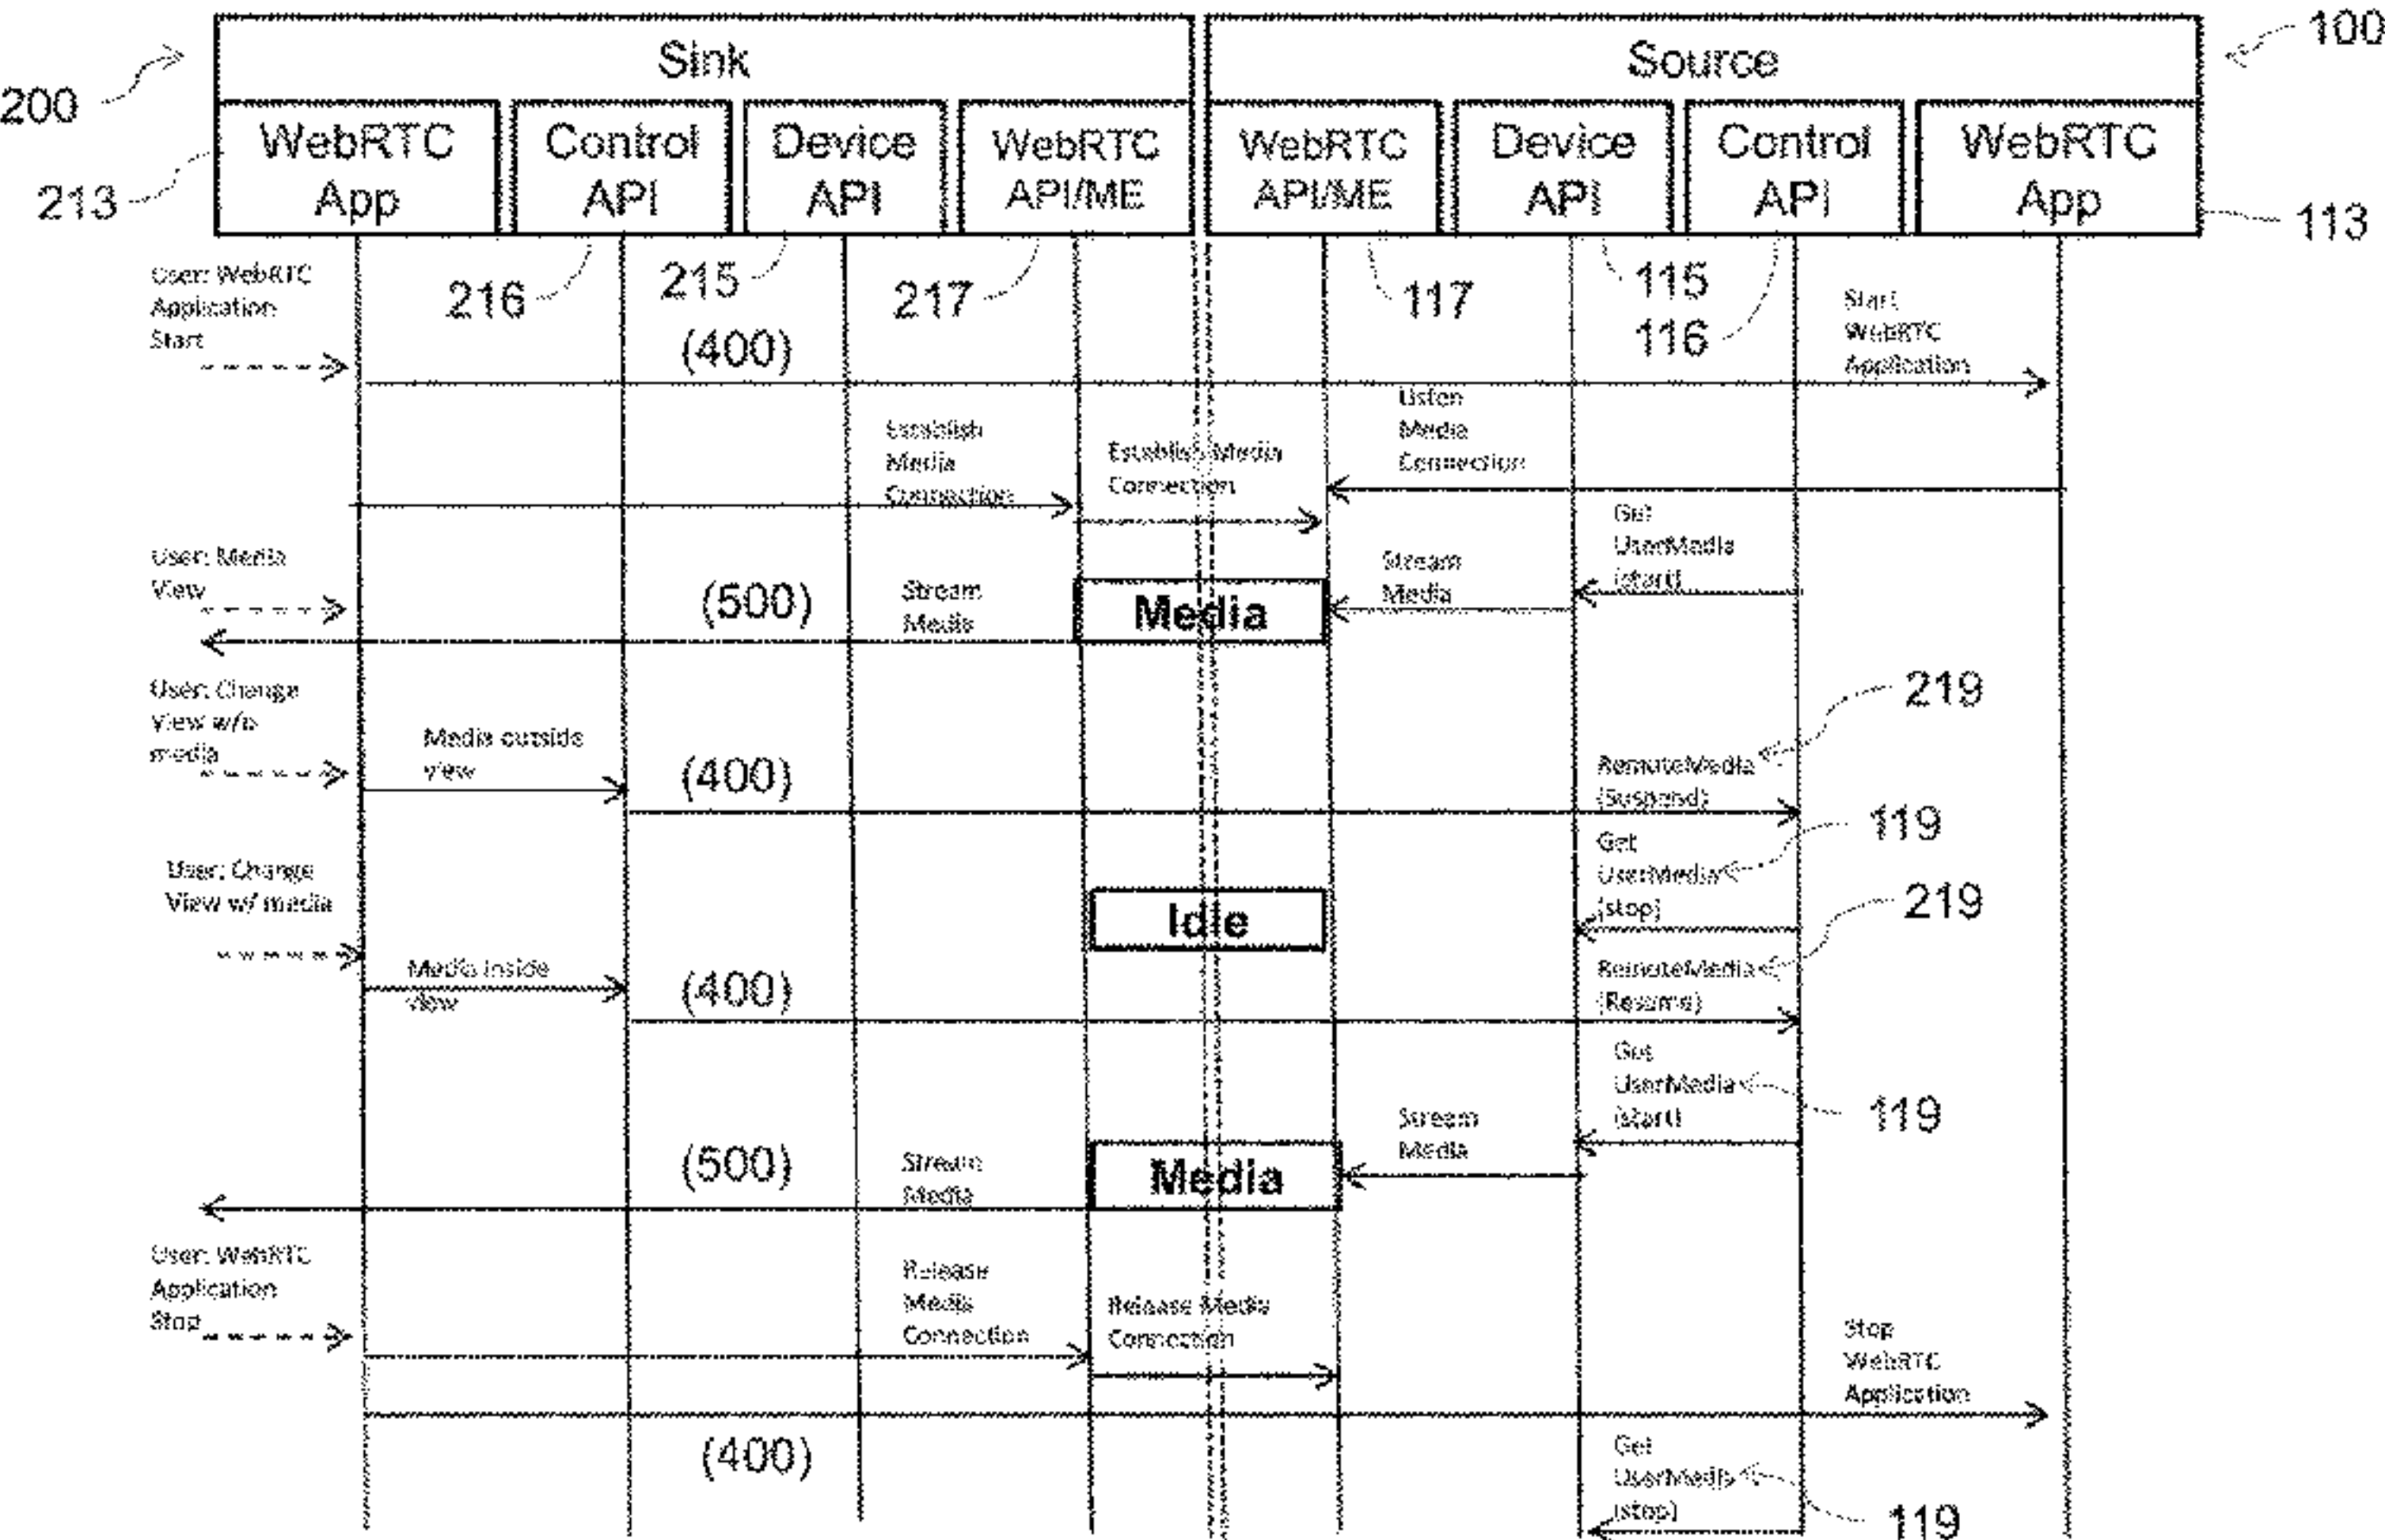 Sink
Source
100
200
WebRTC
App
Control
API
Device
API
WebRTC
API/ME
WebRTC
API/ME
Device
API
Control
API
WebRTC
App
213
113
216
215
217
117
115
116
User: WebRTC
Application
Start
(400)
Start
WebRTC
Application
Establish
Media
Connection
Establish Media
Connection
Listen
Media
Connection
Get
UserMedia
(start)
User: Media
View
(500)
Stream
Media
Media
Stream
Media
User: Change
View w/o
media
Media outside
view
(400)
219
RemoteMedia
(Suspend)
119
Get
UserMedia
(stop)
User: Change
View w/ media
Idle
219
Media inside
view
(400)
RemoteMedia
(Resume)
Get
UserMedia
(start)
119
(500)
Stream
Media
Media
Stream
Media
User: WebRTC
Application
Stop
Release
Media
Connection
Release Media
Connection
Stop
WebRTC
Application
(400)
Get
UserMedia
(stop)
119